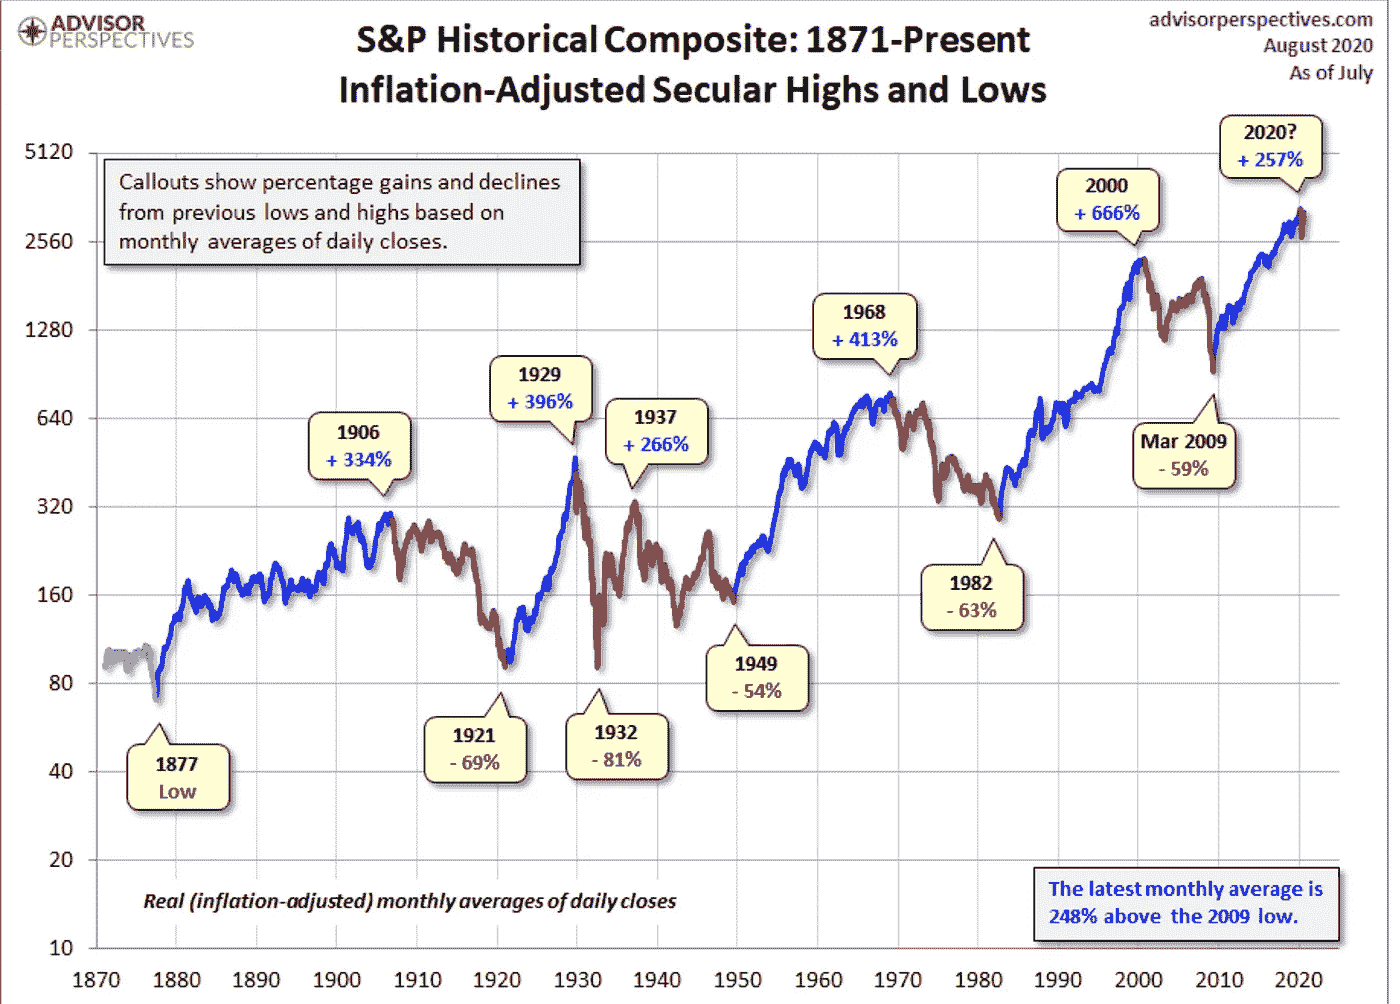 ADVISOR
PERSPECTIVES
S&P Historical Composite: 1871-Present
Inflation-Adjusted Secular Highs and Lows
advisorperspectives.com
August 2020
As of July
Callouts show percentage gains and declines
from previous lows and highs based on
monthly averages of daily closes.
5120
2560
1280
640
320
160
80
40
20
10
1877
Low
1906
+ 334%
1921
- 69%
1929
+ 396%
1932
- 81%
1937
+ 266%
1949
- 54%
1968
+ 413%
1982
- 63%
2000
+ 666%
Mar 2009
- 59%
2020?
+ 257%
Real (inflation-adjusted) monthly averages of daily closes
The latest monthly average is
248% above the 2009 low.
1870 1880 1890 1900 1910 1920 1930 1940 1950 1960 1970 1980 1990 2000 2010 2020